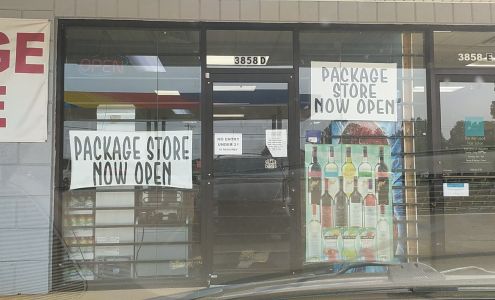 GE
E
OPEN
3858 D
3858
PACKAGE
STORE
NOW OPEN
PACKAGE STORE
NOW OPEN
NO ENTRY
UNDER 21